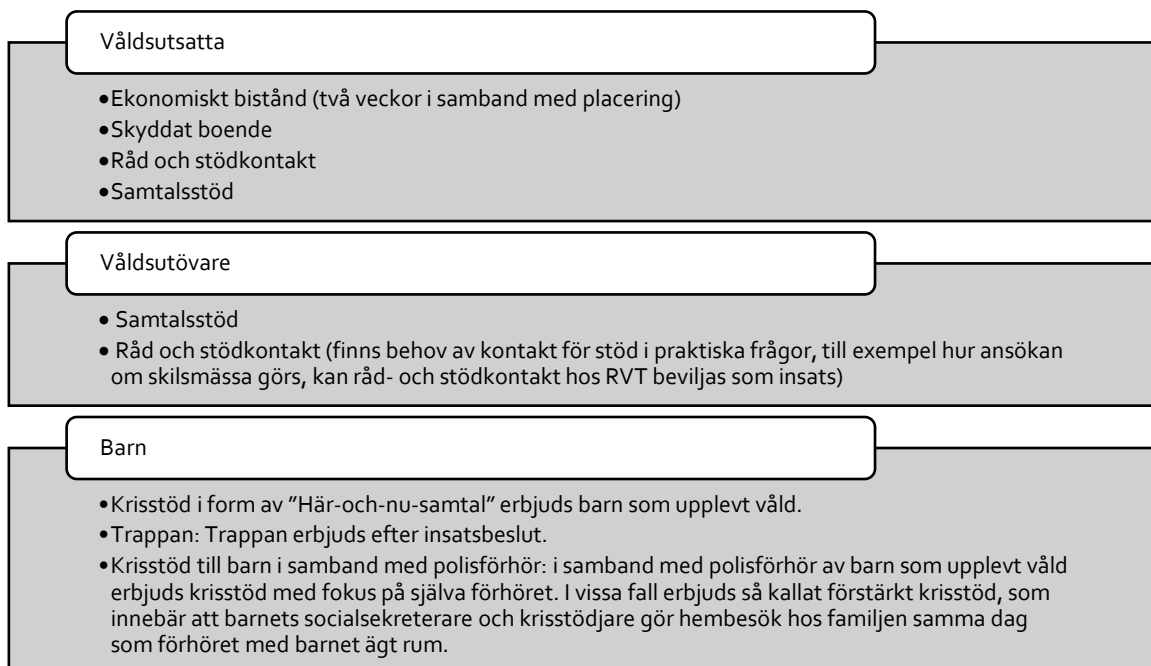 Våldsutsatta
•Ekonomiskt bistånd (två veckor i samband med placering)
•Skyddat boende
•Råd och stödkontakt
•Samtalsstöd
Våldsutövare
• Samtalsstöd
• Råd och stödkontakt (finns behov av kontakt för stöd i praktiska frågor, till exempel hur ansökan
om skilsmässa görs, kan råd- och stödkontakt hos RVT beviljas som insats)
Barn
•Krisstöd i form av ”Här-och-nu-samtal” erbjuds barn som upplevt våld.
•Trappan: Trappan erbjuds efter insatsbeslut.
•Krisstöd till barn i samband med polisförhör: i samband med polisförhör av barn som upplevt våld
erbjuds krisstöd med fokus på själva förhöret. I vissa fall erbjuds så kallat förstärkt krisstöd, som
innebär att barnets socialsekreterare och krisstödjare gör hembesök hos familjen samma dag
som förhöret med barnet ägt rum.